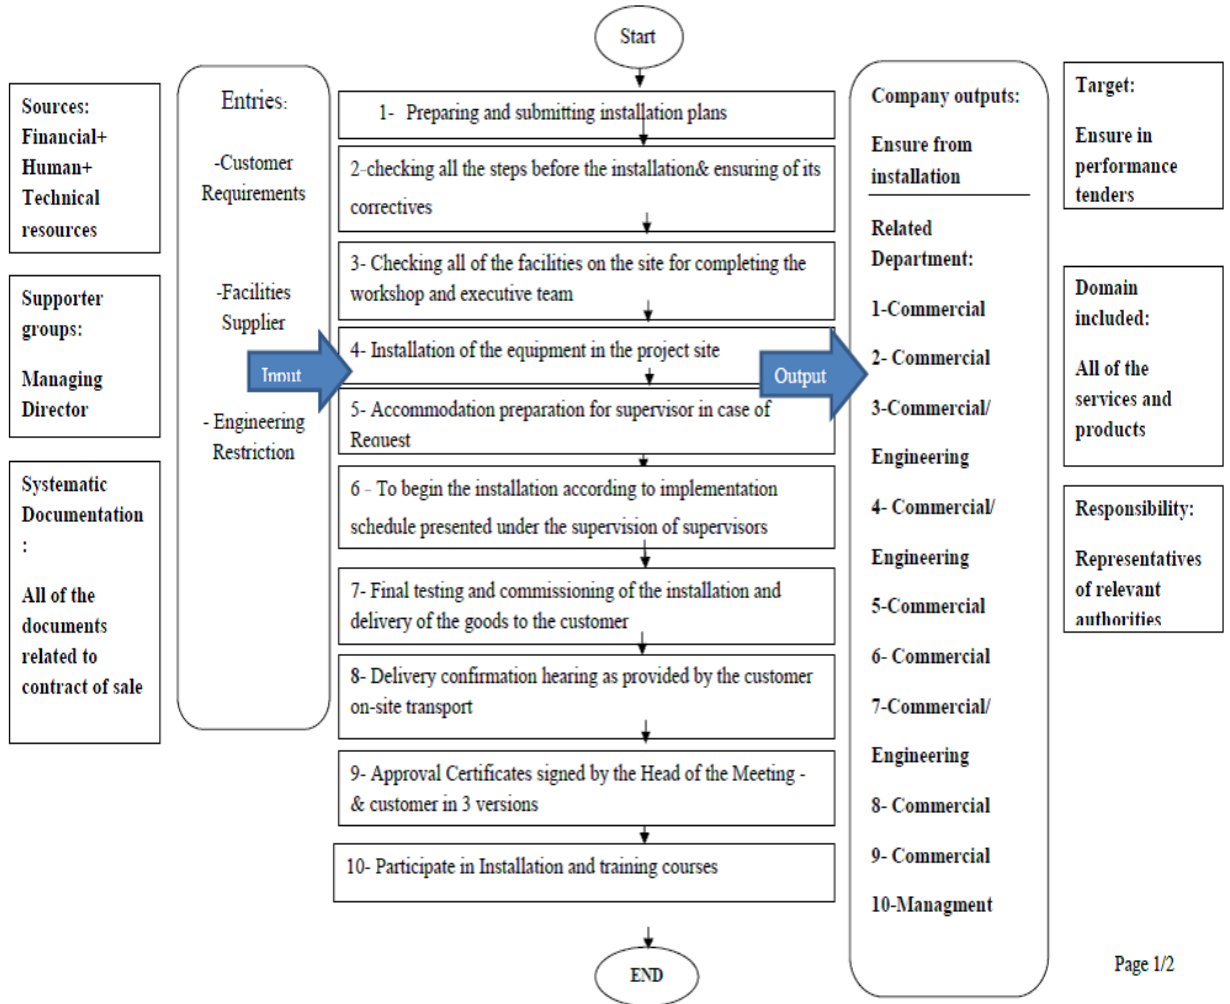 Start
Sources:
Financial+
Human+
Technical
resources
Supporter
groups:
Managing
Director
Systematic
Documentation
:
All of the
documents
related to
contract of sale
Entries:
-Customer
Requirements
-Facilities
Supplier
- Engineering
Restriction
Input
1- Preparing and submitting installation plans
2-checking all the steps before the installation& ensuring of its
correctives
3- Checking all of the facilities on the site for completing the
workshop and executive team
4- Installation of the equipment in the project site
5- Accommodation preparation for supervisor in case of
Request
6 – To begin the installation according to implementation
schedule presented under the supervision of supervisors
7- Final testing and commissioning of the installation and
delivery of the goods to the customer
8- Delivery confirmation hearing as provided by the customer
on-site transport
9- Approval Certificates signed by the Head of the Meeting -
& customer in 3 versions
10- Participate in Installation and training courses
END
Output
Company outputs:
Ensure from
installation
Related
Department:
1-Commercial
2- Commercial
3-Commercial/
Engineering
4- Commercial/
Engineering
5-Commercial
6- Commercial
7-Commercial/
Engineering
8- Commercial
9- Commercial
10-Managment
Target:
Ensure in
performance
tenders
Domain
included:
All of the
services and
products
Responsibility:
Representatives
of relevant
authorities
Page 1/2